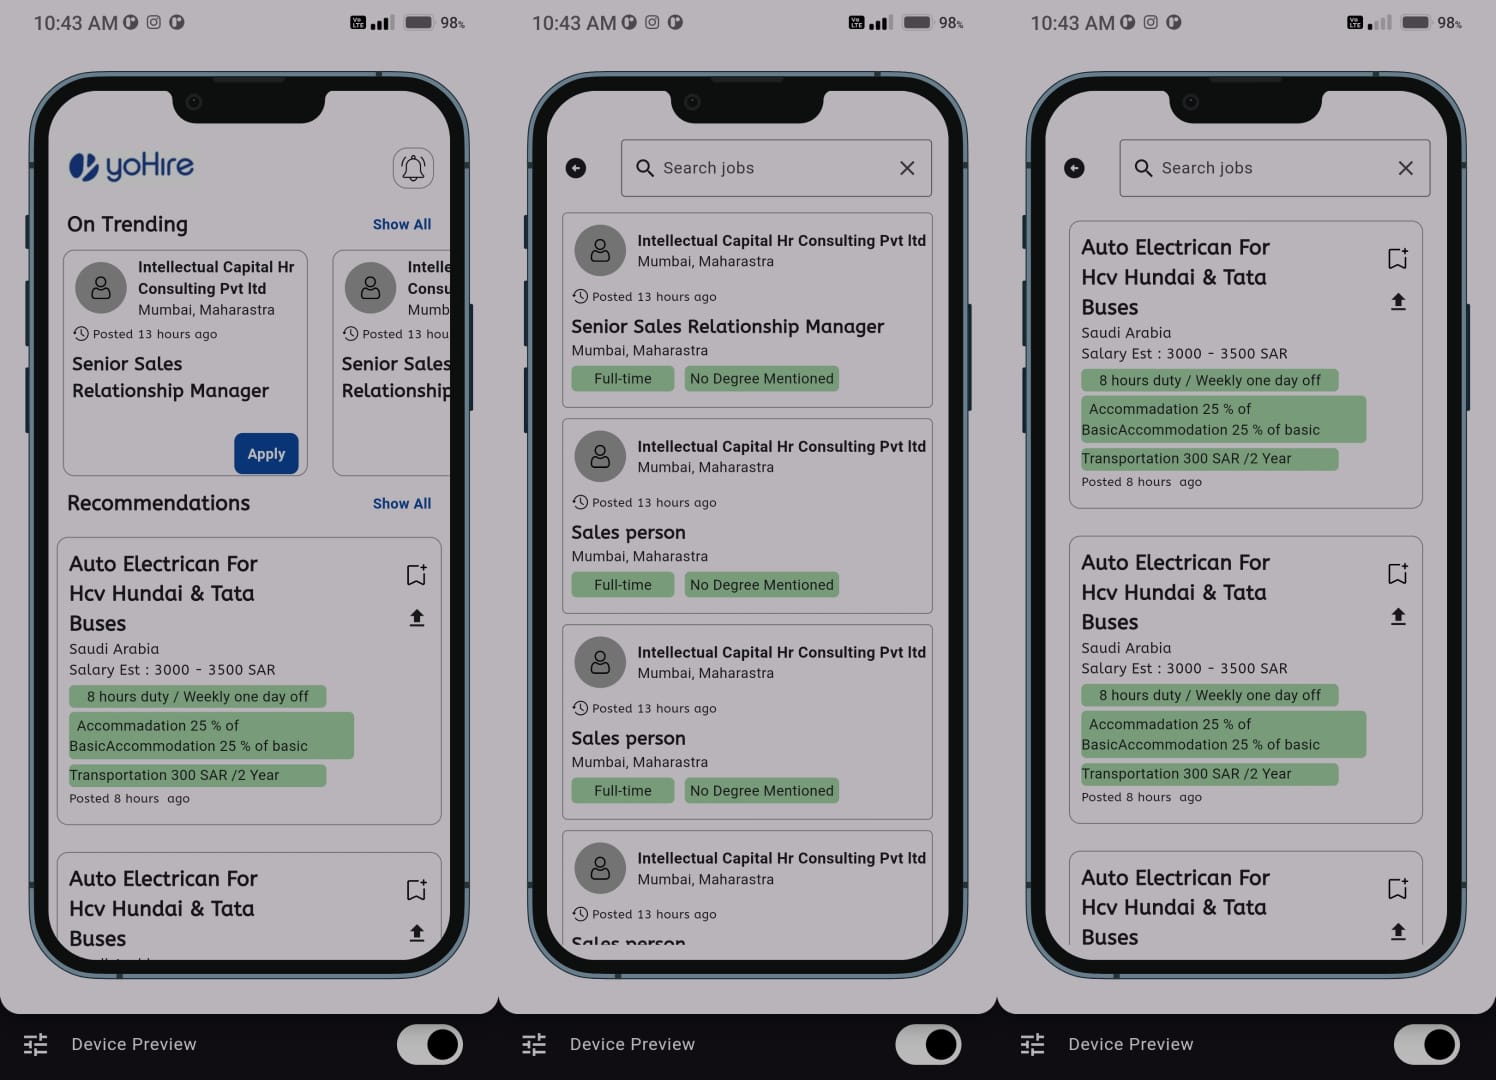 10:43 AM
Vo LTE
98%
yoHire
On Trending
Show All
Intellectual Capital Hr
Consulting Pvt ltd
Mumbai, Maharastra
Posted 13 hours ago
Senior Sales
Relationship Manager
Apply
Intelle
Consu
Mumb
Posted 13 hou
Senior Sales
Relationship
Recommendations
Show All
Auto Electrican For
Hcv Hundai & Tata
Buses
Saudi Arabia
Salary Est : 3000 - 3500 SAR
8 hours duty / Weekly one day off
Accommadation 25 % of
BasicAccommodation 25 % of basic
Transportation 300 SAR /2 Year
Posted 8 hours ago
Auto Electrican For
Hcv Hundai & Tata
Buses
Device Preview
10:43 AM
Vo LTE
98%
Search jobs
Intellectual Capital Hr Consulting Pvt ltd
Mumbai, Maharastra
Posted 13 hours ago
Senior Sales Relationship Manager
Mumbai, Maharastra
Full-time
No Degree Mentioned
Intellectual Capital Hr Consulting Pvt ltd
Mumbai, Maharastra
Posted 13 hours ago
Sales person
Mumbai, Maharastra
Full-time
No Degree Mentioned
Intellectual Capital Hr Consulting Pvt ltd
Mumbai, Maharastra
Posted 13 hours ago
Sales person
Mumbai, Maharastra
Full-time
No Degree Mentioned
Intellectual Capital Hr Consulting Pvt ltd
Mumbai, Maharastra
Posted 13 hours ago
Sales person
Device Preview
10:43 AM
Vo LTE
98%
Search jobs
Auto Electrican For
Hcv Hundai & Tata
Buses
Saudi Arabia
Salary Est : 3000 - 3500 SAR
8 hours duty / Weekly one day off
Accommadation 25 % of
BasicAccommodation 25 % of basic
Transportation 300 SAR /2 Year
Posted 8 hours ago
Auto Electrican For
Hcv Hundai & Tata
Buses
Saudi Arabia
Salary Est : 3000 - 3500 SAR
8 hours duty / Weekly one day off
Accommadation 25 % of
BasicAccommodation 25 % of basic
Transportation 300 SAR /2 Year
Posted 8 hours ago
Auto Electrican For
Hcv Hundai & Tata
Buses
Device Preview